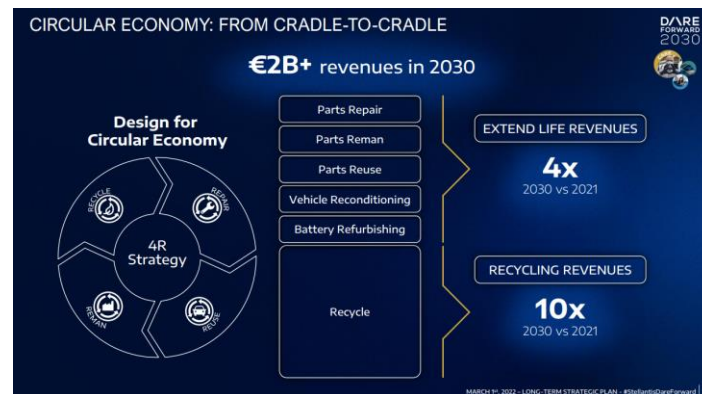 CIRCULAR ECONOMY: FROM CRADLE-TO-CRADLE
DARE
FORWARD
2030
€2B+ revenues in 2030
Design for
Circular Economy
RECYCLE
REPAIR
4R
Strategy
REMAN
REUSE
Parts Repair
Parts Reman
Parts Reuse
Vehicle Reconditioning
Battery Refurbishing
Recycle
EXTEND LIFE REVENUES
4x
2030 vs 2021
RECYCLING REVENUES
10x
2030 vs 2021
MARCH 1ST, 2022 – LONG-TERM STRATEGIC PLAN - #StellantisDareForward |